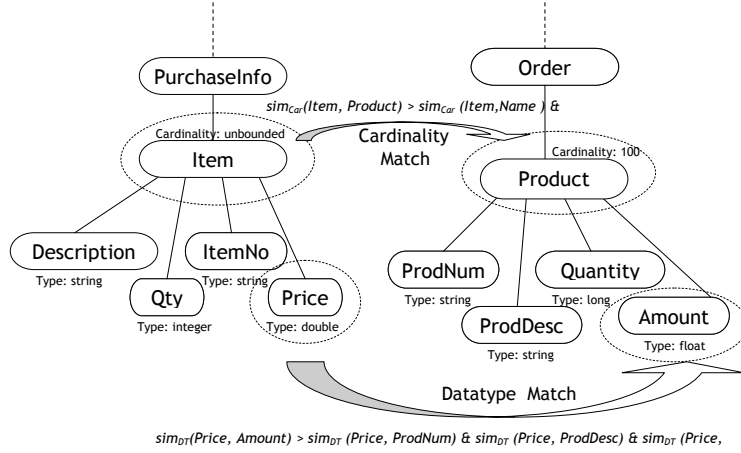 Order
PurchaseInfo
sim_Car(Item, Product) > sim_Car (Item,Name ) &
Cardinality: unbounded
Cardinality
Match
Cardinality: 100
Item
Product
Description
Type: string
ItemNo
Type: string
Qty
Type: integer
Price
Type: double
ProdNum
Type: string
Quantity
Type: long
ProdDesc
Type: string
Amount
Type: float
Datatype Match
sim_DT(Price, Amount) > sim_DT (Price, ProdNum) & sim_DT (Price, ProdDesc) & sim_DT (Price,